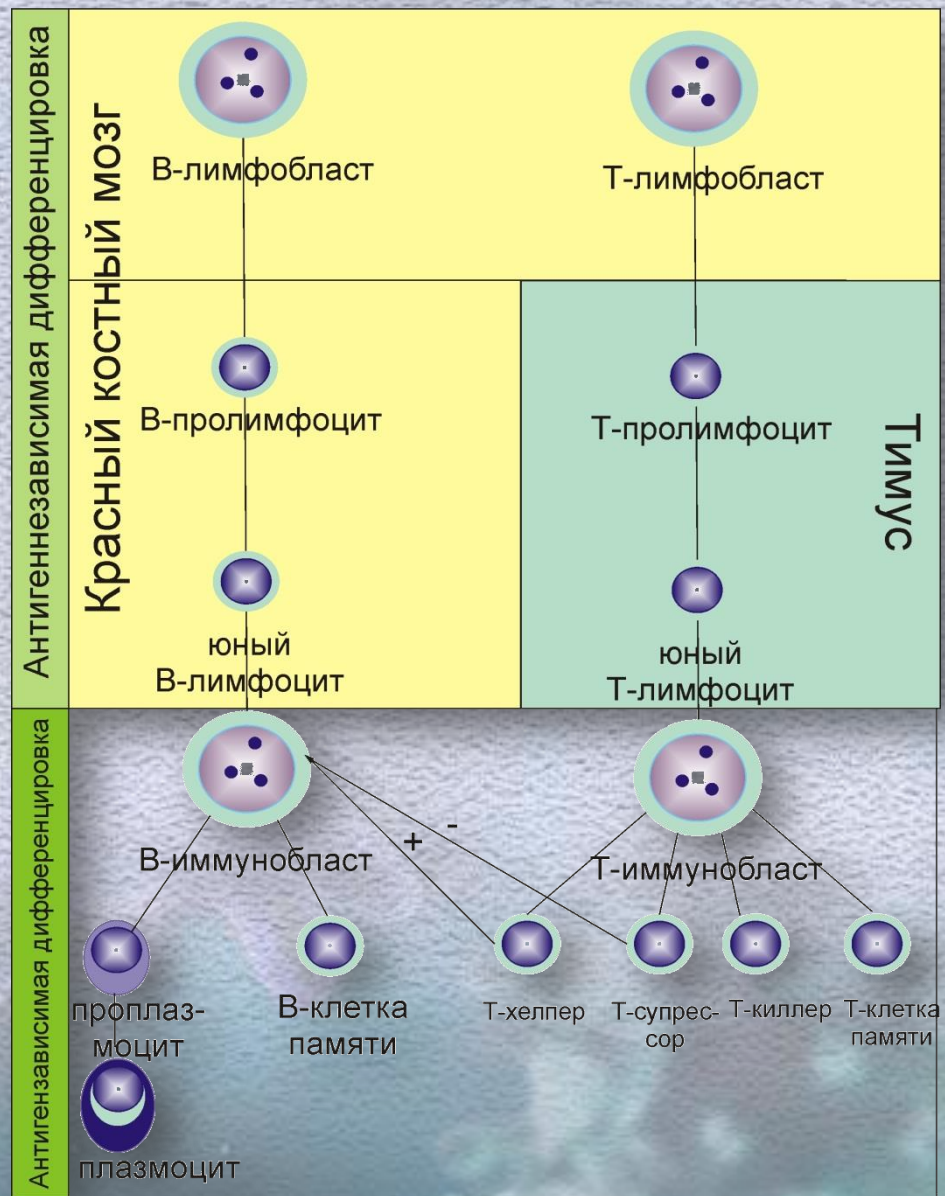 Антигеннезависимая дифференцировка
Красный костный мозг
В-лимфобласт
Т-лимфобласт
В-пролимфоцит
Т-пролимфоцит
Тимус
юный
В-лимфоцит
юный
Т-лимфоцит
Антигензависимая дифференцировка
В-иммунобласт
+
-
Т-иммунобласт
проплаз-
моцит
В-клетка
памяти
Т-хелпер
Т-супрес-
сор
Т-киллер
Т-клетка
памяти
плазмоцит